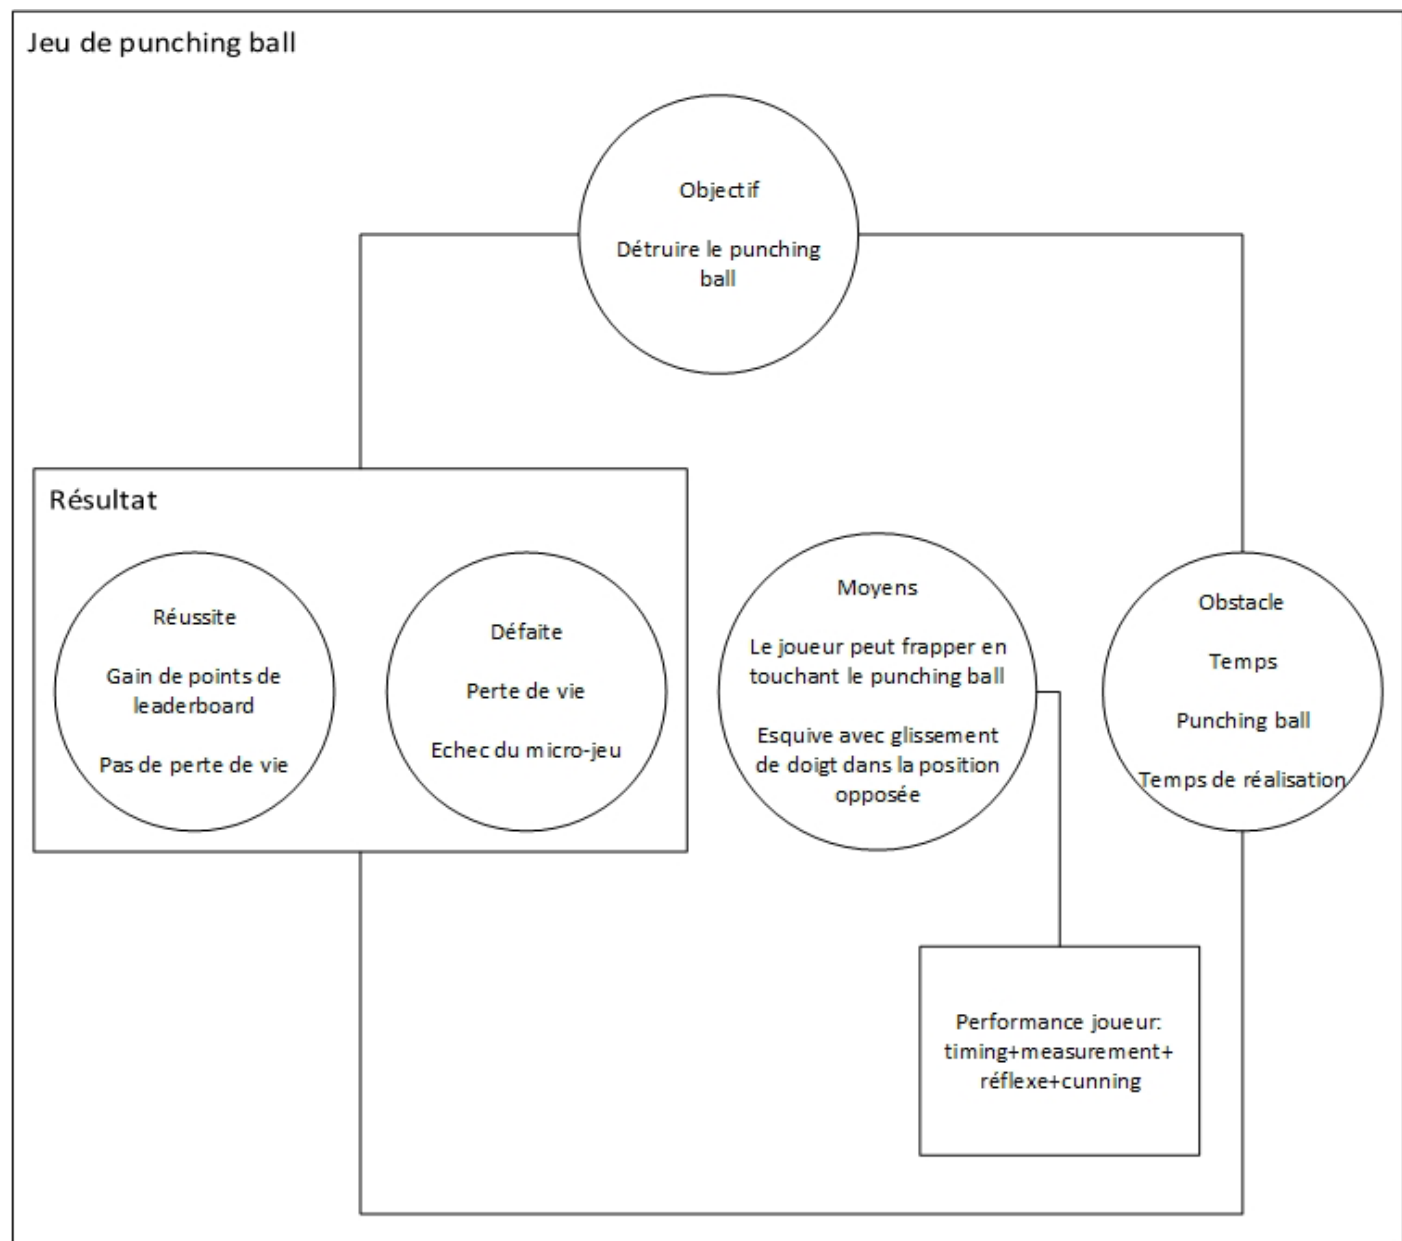 Jeu de punching ball
Objectif
Détruire le punching
ball
Résultat
Réussite
Gain de points de
leaderboard
Pas de perte de vie
Défaite
Perte de vie
Echec du micro-jeu
Moyens
Le joueur peut frapper en
touchant le punching ball
Esquive avec glissement
de doigt dans la position
opposée
Obstacle
Temps
Punching ball
Temps de réalisation
Performance joueur:
timing+measurement+
réflexe+cunning